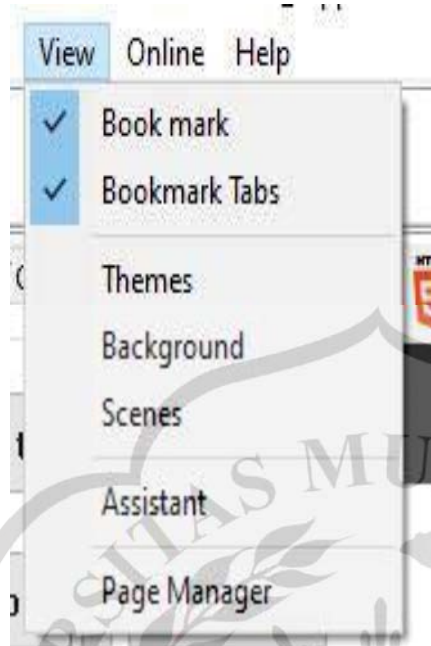 View Online Help
Book mark
Bookmark Tabs
Themes
Background
Scenes
Assistant
Page Manager